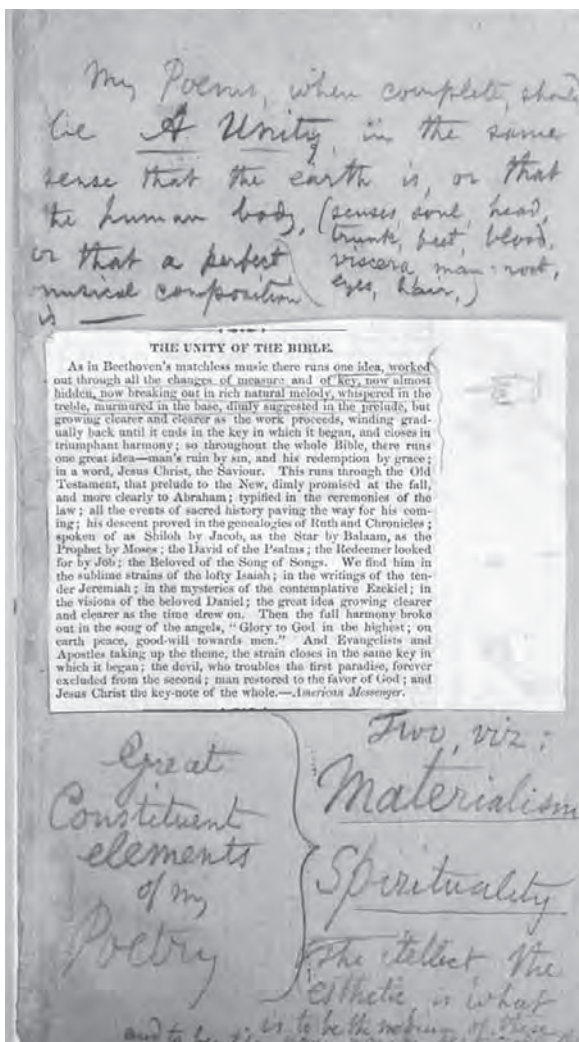 My Poems, when complete, should
be A Unity, in the same
sense that the earth is, or that
the human body, (senses, soul, head,
trunk, feet, blood,
viscera, man-root,
eyes, hair,)
or that a perfect
musical composition
is
THE UNITY OF THE BIBLE.
As in Beethoven's matchless music there runs one idea, worked
out through all the changes of measure and of key, now almost
hidden, now breaking out in rich natural melody, whispered in the
treble, murmured in the base, dimly suggested in the prelude, but
growing clearer and clearer as the work proceeds, winding grad-
ually back until it ends in the key in which it began, and closes in
triumphant harmony; so throughout the whole Bible, there runs
one great idea—man's ruin by sin, and his redemption by grace;
in a word, Jesus Christ, the Saviour. This runs through the Old
Testament, that prelude to the New, dimly promised at the fall,
and more clearly to Abraham; typified in the ceremonies of the
law; all the events of sacred history paving the way for his com-
ing; his descent proved in the genealogies of Ruth and Chronicles;
spoken of as Shiloh by Jacob, as the Star by Balaam, as the
Prophet by Moses; the David of the Psalms; the Redeemer looked
for by Job; the Beloved of the Song of Songs. We find him in
the sublime strains of the lofty Isaiah; in the writings of the ten-
der Jeremiah; in the mysteries of the contemplative Ezekiel; in
the visions of the beloved Daniel; the great idea growing clearer
and clearer as the time drew on. Then the full harmony broke
out in the song of the angels, "Glory to God in the highest; on
earth peace, good-will towards men." And Evangelists and
Apostles taking up the theme, the strain closes in the same key in
which it began; the devil, who troubles the first paradise, forever
excluded from the second; man restored to the favor of God; and
Jesus Christ the key-note of the whole.—American Messenger.
Great
Constituent
elements
of my
Poetry
Two, viz:
Materialism
Spirituality
The itellect, the
esthetic, is what
is to be the medium of these
and to be